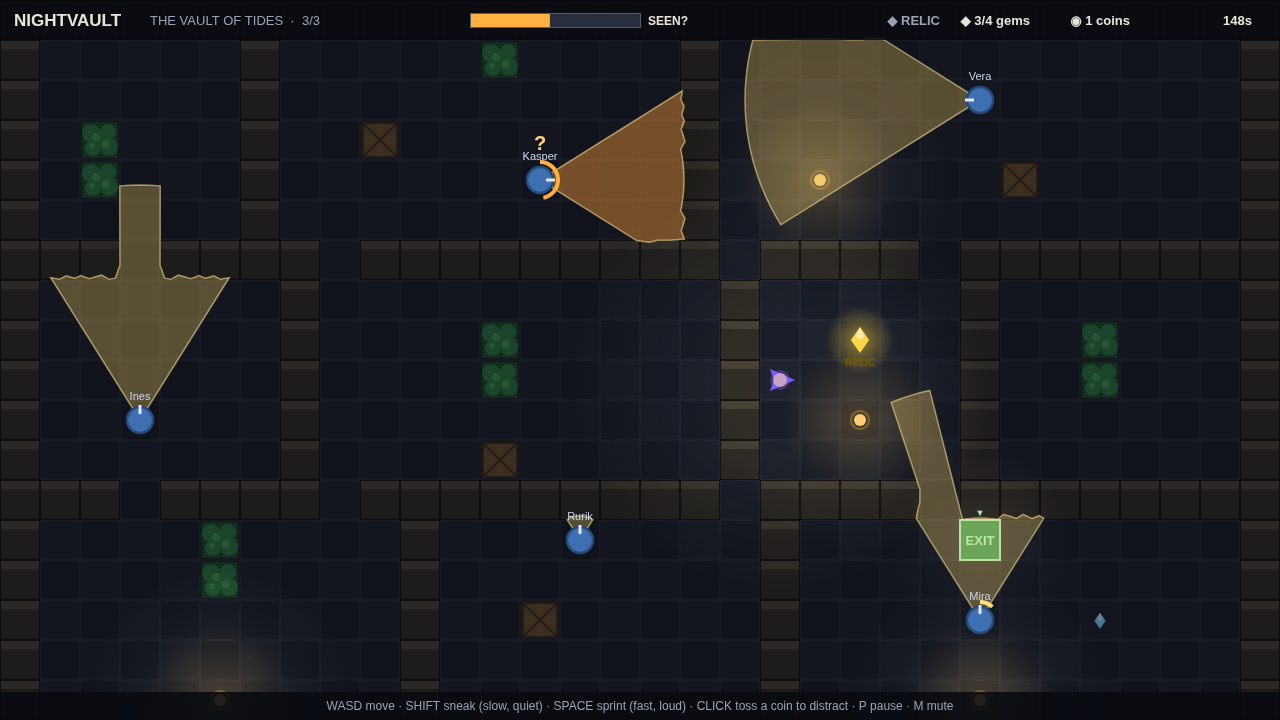 NIGHTVAULT THE VAULT OF TIDES · 3/3 SEEN? ◆ RELIC ◆ 3/4 gems ◉ 1 coins 148s
Vera
?
Kasper
RELIC
Ines
Rurik
▼
EXIT
Mira
WASD move · SHIFT sneak (slow, quiet) · SPACE sprint (fast, loud) · CLICK toss a coin to distract · P pause · M mute